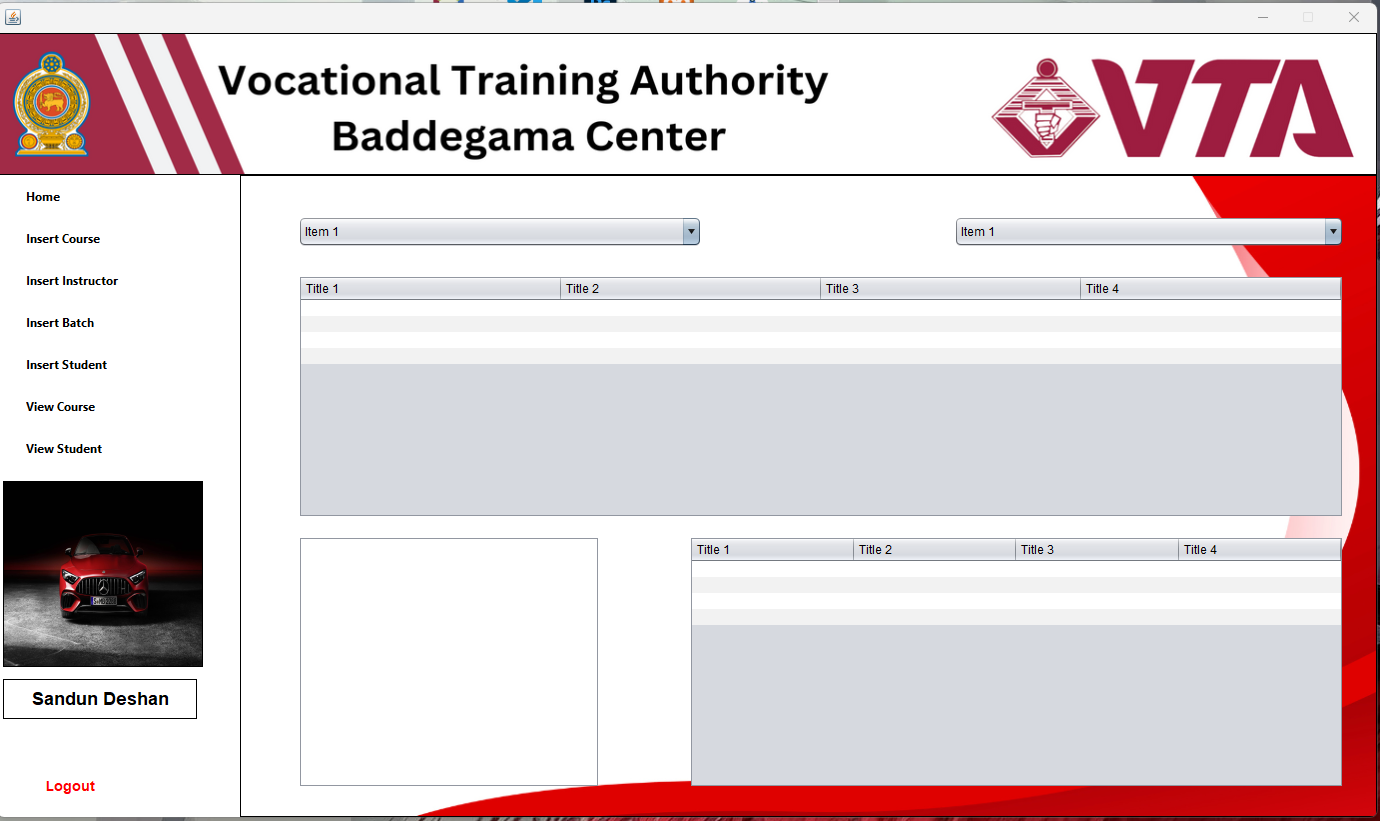 Vocational Training Authority
Baddegama Center
VTA
Home
Insert Course
Insert Instructor
Insert Batch
Insert Student
View Course
View Student
Sandun Deshan
Logout
Item 1
Item 1
Title 1 Title 2 Title 3 Title 4
Title 1 Title 2 Title 3 Title 4